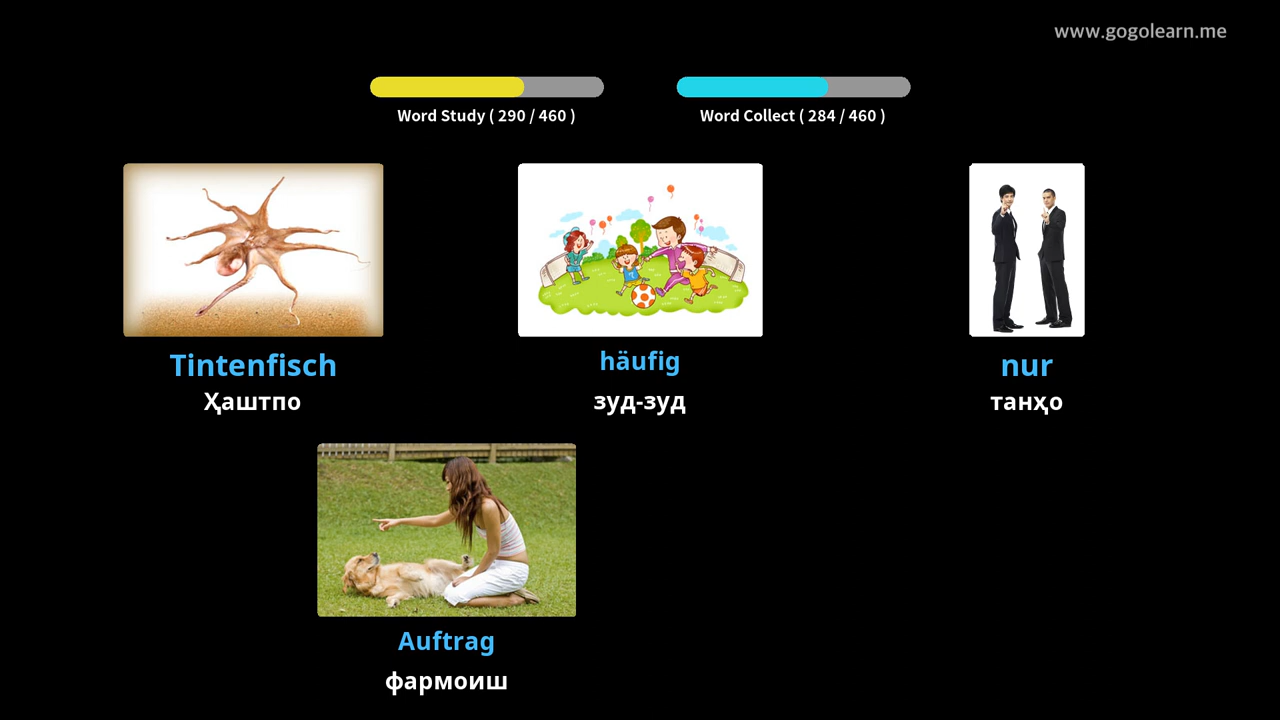 www.gogolearn.me
Word Study ( 290 / 460 )
Word Collect ( 284 / 460 )
Tintenfisch
Ҳаштпо
häufig
зуд-зуд
nur
танҳо
Auftrag
фармоиш